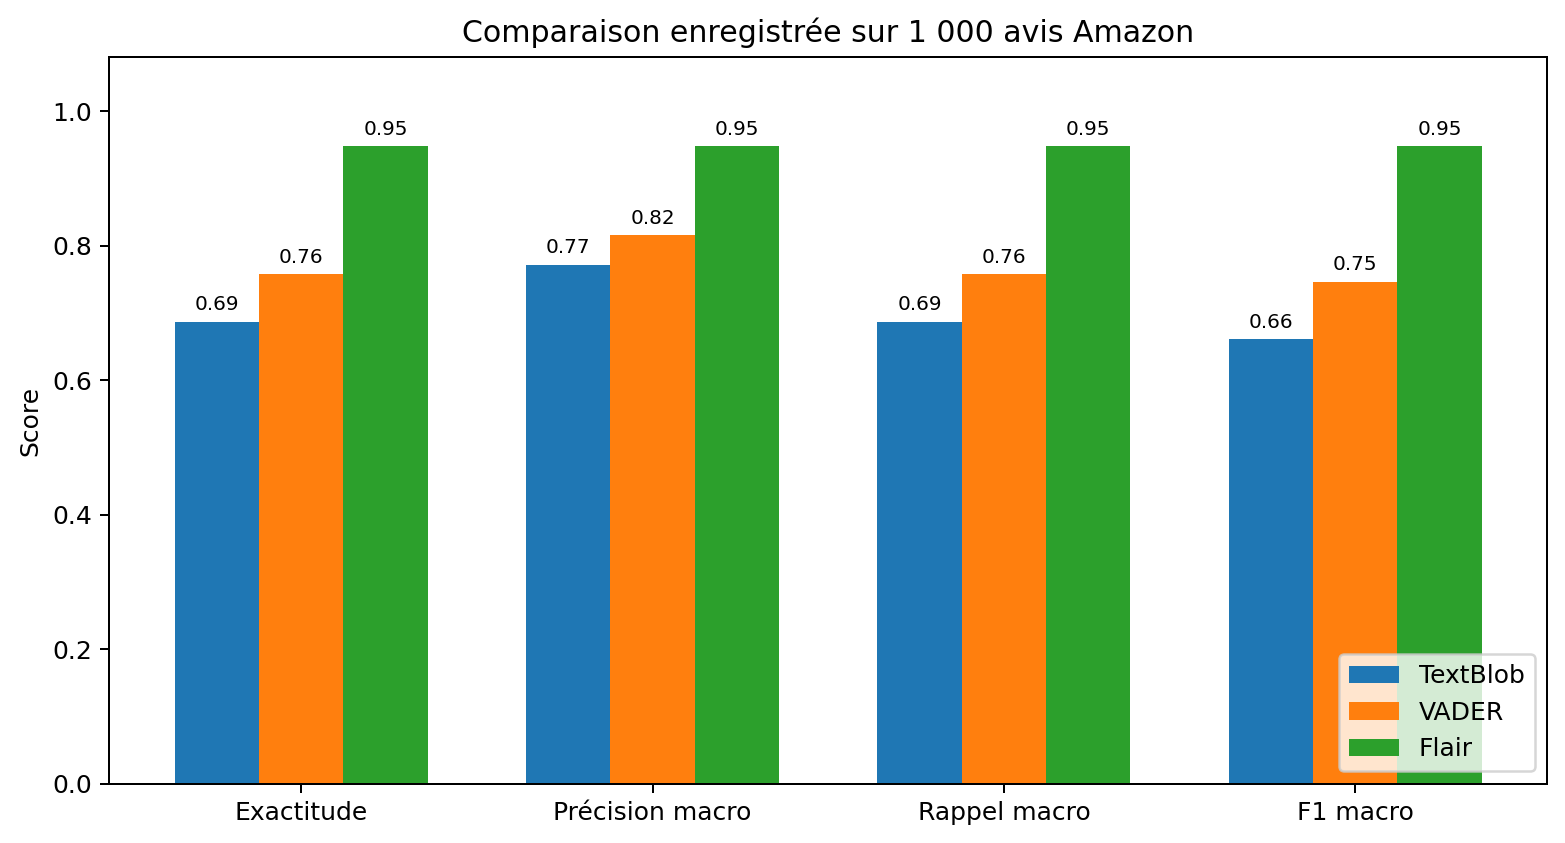 Comparaison enregistrée sur 1 000 avis Amazon
Score
1.0
0.8
0.6
0.4
0.2
0.0
0.69
0.76
0.95
0.77
0.82
0.95
0.69
0.76
0.95
0.66
0.75
0.95
Exactitude
Précision macro
Rappel macro
F1 macro
TextBlob
VADER
Flair